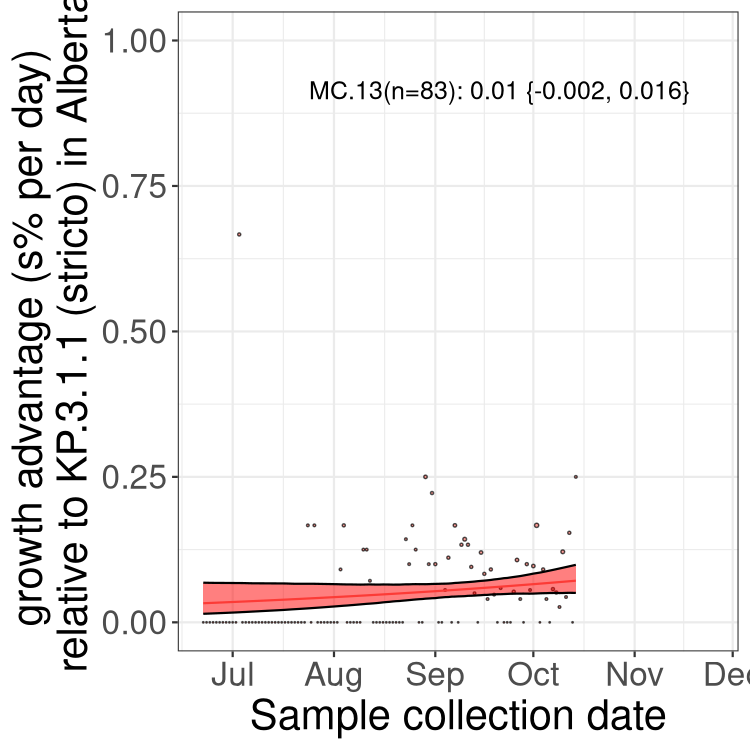 growth advantage (s% per day)
relative to KP.3.1.1 (stricto) in Alberta
1.00
0.75
0.50
0.25
0.00
MC.13(n=83): 0.01 {-0.002, 0.016}
Jul Aug Sep Oct Nov Dec
Sample collection date